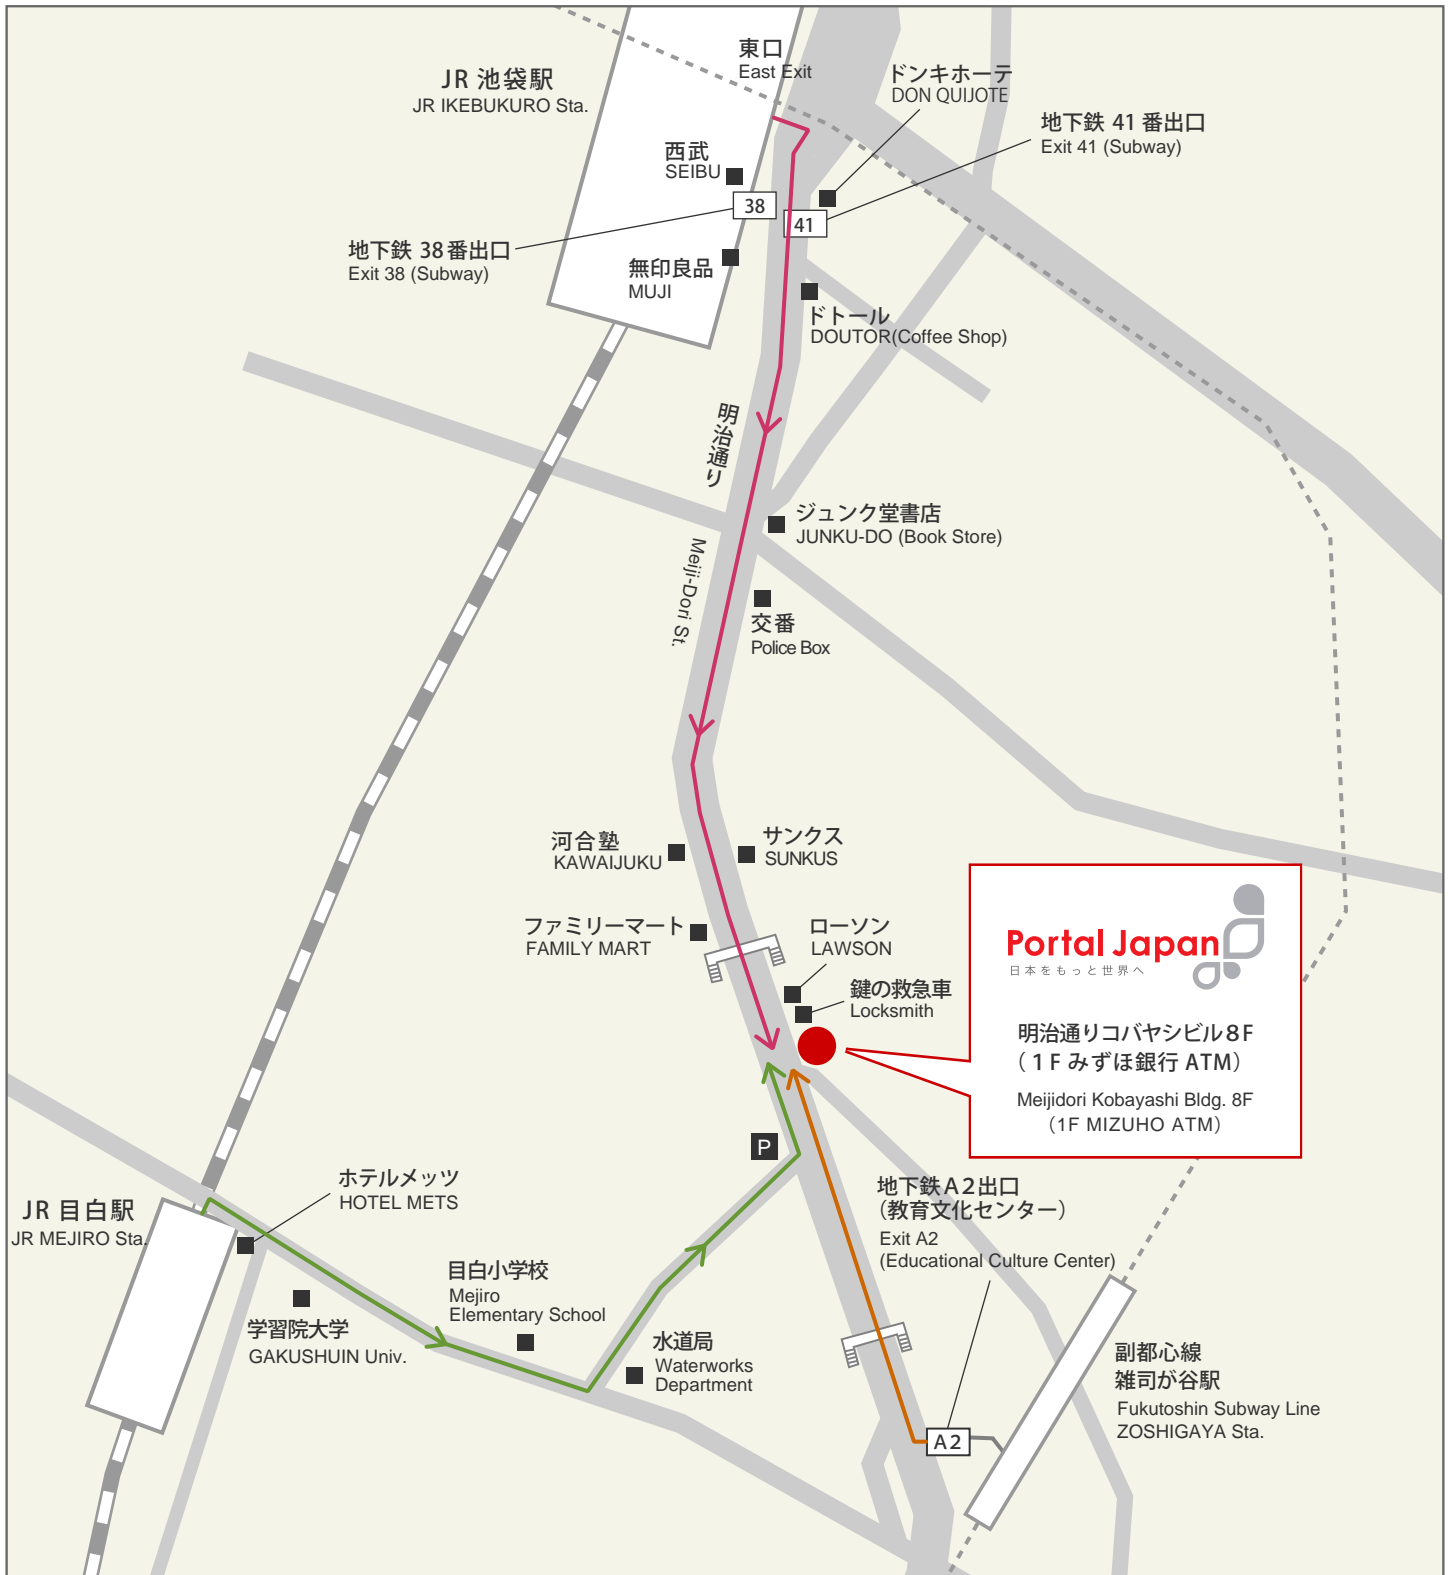 東口
East Exit
JR 池袋駅
JR IKEBUKURO Sta.
ドンキホーテ
DON QUIJOTE
地下鉄 41 番出口
Exit 41 (Subway)
西武
SEIBU
38
41
地下鉄 38 番出口
Exit 38 (Subway)
無印良品
MUJI
ドトール
DOUTOR(Coffee Shop)
明治通り
Meiji-Dori St.
ジュンク堂書店
JUNKU-DO (Book Store)
交番
Police Box
河合塾
KAWAIJUKU
サンクス
SUNKUS
ファミリーマート
FAMILY MART
ローソン
LAWSON
鍵の救急車
Locksmith
Portal Japan
日本をもっと世界へ
明治通りコバヤシビル8F
（1F みずほ銀行 ATM）
Meijidori Kobayashi Bldg. 8F
（1F MIZUHO ATM）
P
ホテルメッツ
HOTEL METS
JR 目白駅
JR MEJIRO Sta.
地下鉄A2出口
（教育文化センター）
Exit A2
(Educational Culture Center)
目白小学校
Mejiro
Elementary School
学習院大学
GAKUSHUIN Univ.
水道局
Waterworks
Department
副都心線
雑司が谷駅
Fukutoshin Subway Line
ZOSHIGAYA Sta.
A2